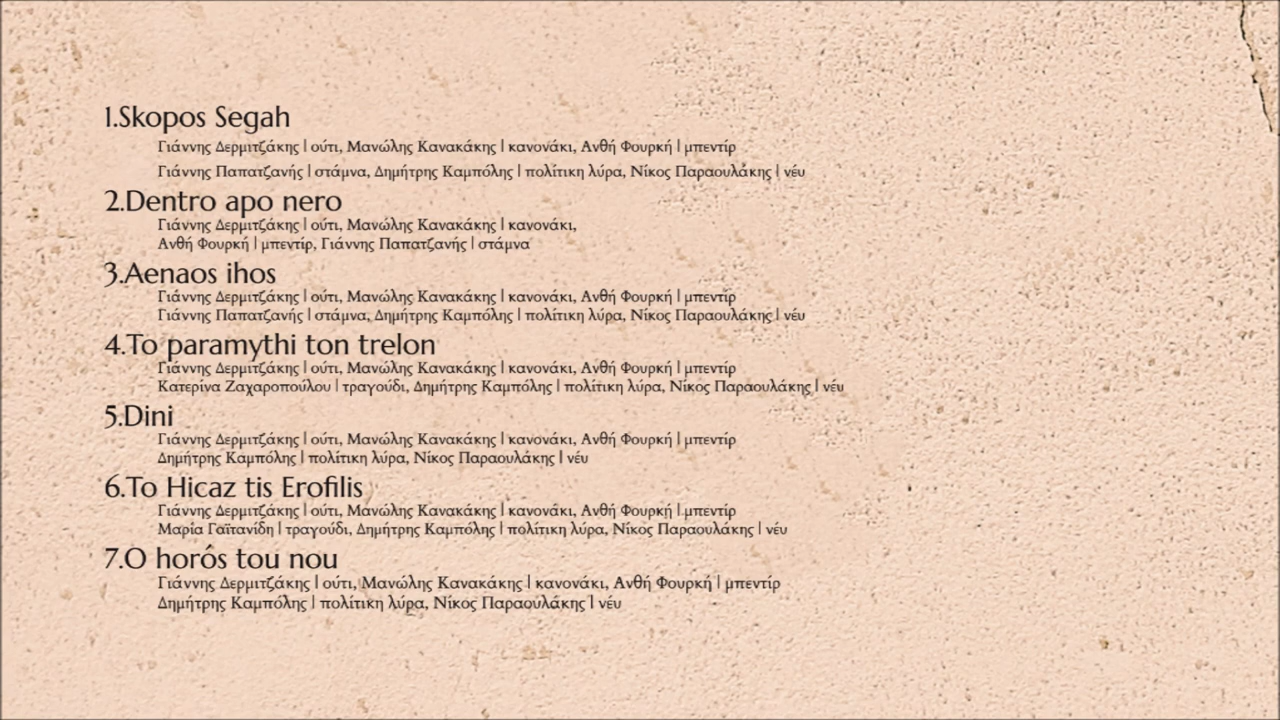 1.Skopos Segah
Γιάννης Δερμιτζάκης | ούτι, Μανώλης Κανακάκης | κανονάκι, Ανθή Φουρκή | μπεντίρ
Γιάννης Παπατζανής | στάμνα, Δημήτρης Καμπόλης | πολίτικη λύρα, Νίκος Παραουλάκης | νέυ
2.Dentro apo nero
Γιάννης Δερμιτζάκης | ούτι, Μανώλης Κανακάκης | κανονάκι,
Ανθή Φουρκή | μπεντίρ, Γιάννης Παπατζανής | στάμνα
3.Aenaos ihos
Γιάννης Δερμιτζάκης | ούτι, Μανώλης Κανακάκης | κανονάκι, Ανθή Φουρκή | μπεντίρ
Γιάννης Παπατζανής | στάμνα, Δημήτρης Καμπόλης | πολίτικη λύρα, Νίκος Παραουλάκης | νέυ
4.To paramythi ton trelon
Γιάννης Δερμιτζάκης | ούτι, Μανώλης Κανακάκης | κανονάκι, Ανθή Φουρκή | μπεντίρ
Κατερίνα Ζαχαροπούλου | τραγούδι, Δημήτρης Καμπόλης | πολίτικη λύρα, Νίκος Παραουλάκης | νέυ
5.Dini
Γιάννης Δερμιτζάκης | ούτι, Μανώλης Κανακάκης | κανονάκι, Ανθή Φουρκή | μπεντίρ
Δημήτρης Καμπόλης | πολίτικη λύρα, Νίκος Παραουλάκης | νέυ
6.To Hicaz tis Erofilis
Γιάννης Δερμιτζάκης | ούτι, Μανώλης Κανακάκης | κανονάκι, Ανθή Φουρκή | μπεντίρ
Μαρία Γαϊτανίδη | τραγούδι, Δημήτρης Καμπόλης | πολίτικη λύρα, Νίκος Παραουλάκης | νέυ
7.O horós tou nou
Γιάννης Δερμιτζάκης | ούτι, Μανώλης Κανακάκης | κανονάκι, Ανθή Φουρκή | μπεντίρ
Δημήτρης Καμπόλης | πολίτικη λύρα, Νίκος Παραουλάκης | νέυ